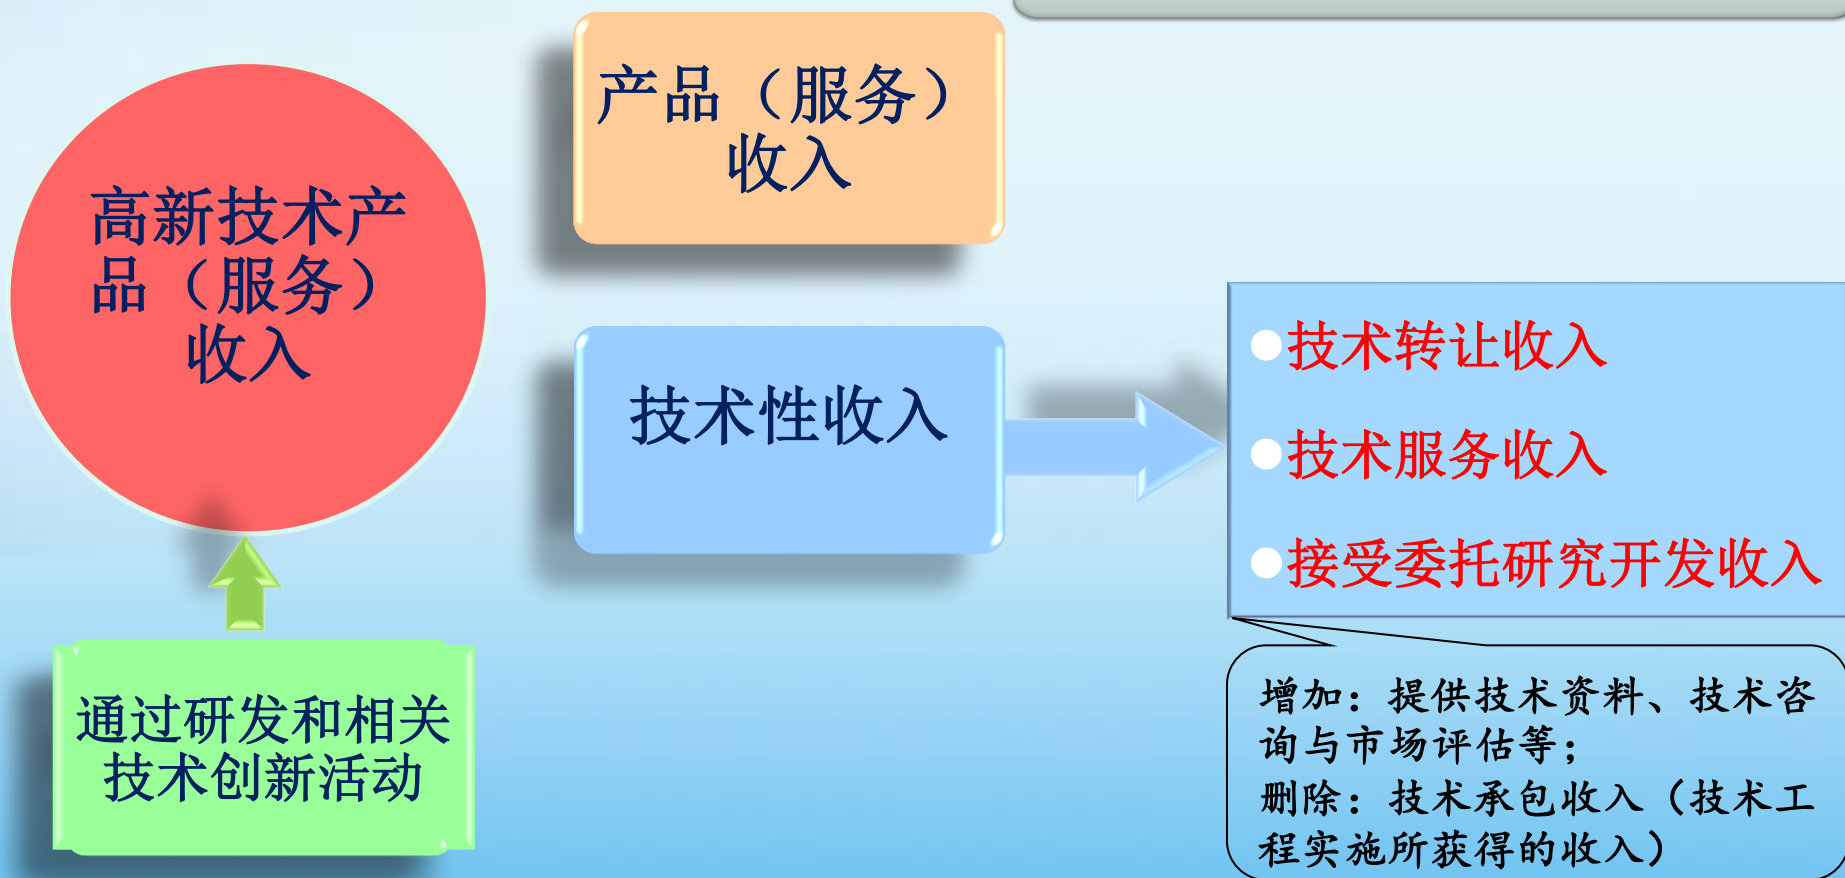 产品（服务）
收入
高新技术产
品（服务）
收入
技术性收入
●技术转让收入
●技术服务收入
●接受委托研究开发收入
通过研发和相关
技术创新活动
增加：提供技术资料、技术咨
询与市场评估等；
删除：技术承包收入（技术工
程实施所获得的收入）